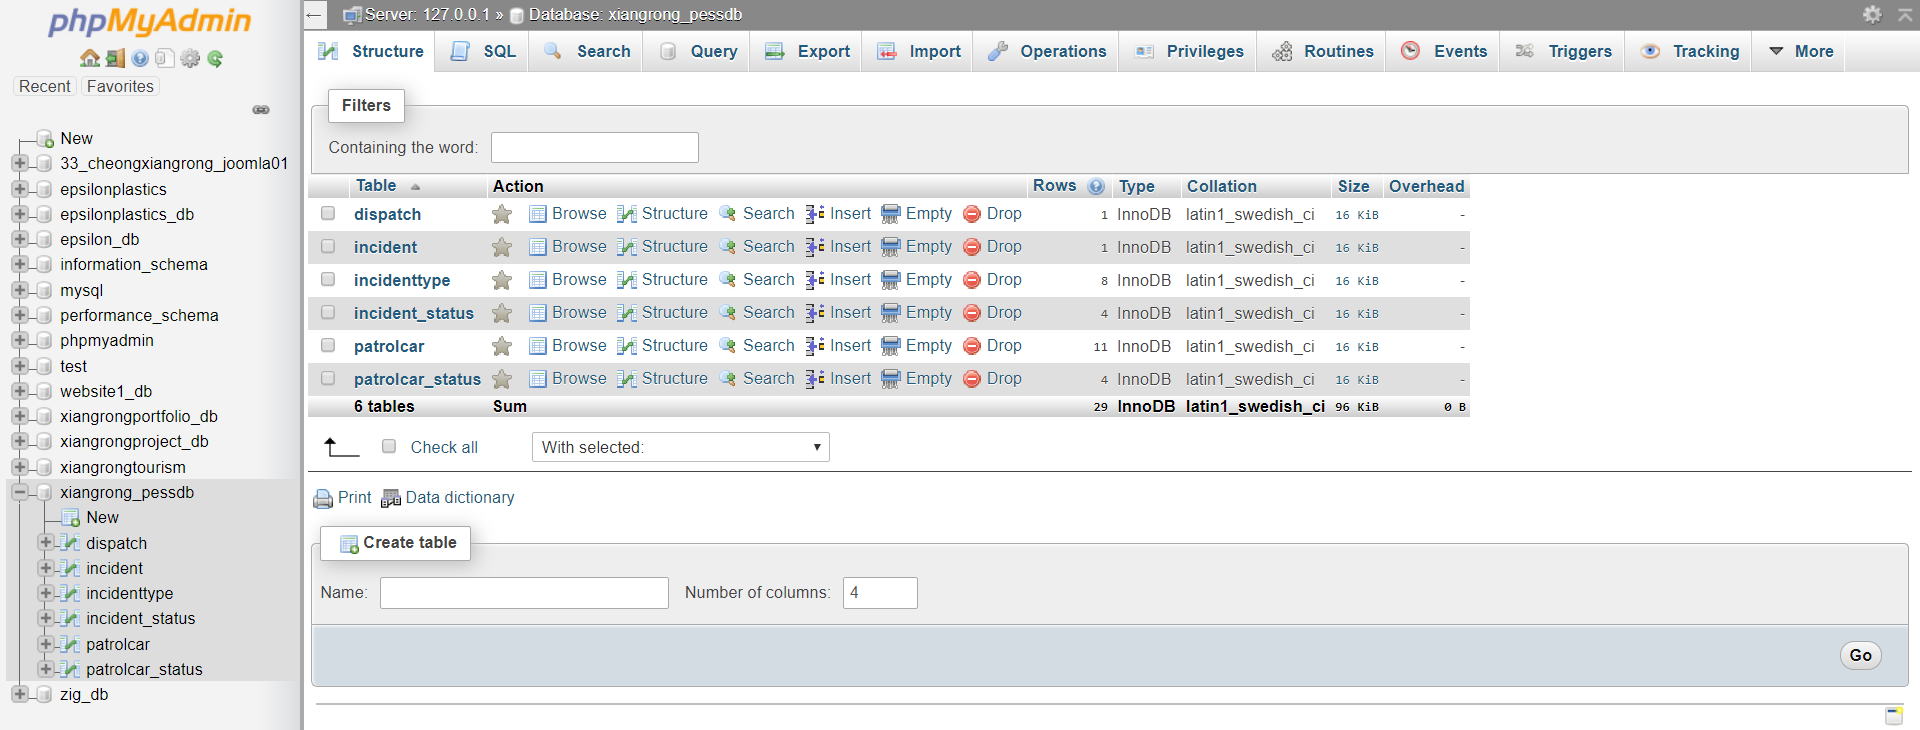 phpMyAdmin
Recent Favorites
New
33_cheongxiangrong_joomla01
epsilonplastics
epsilonplastics_db
epsilon_db
information_schema
mysql
performance_schema
phpmyadmin
test
website1_db
xiangrongportfolio_db
xiangrongproject_db
xiangrongtourism
xiangrong_pessdb
New
dispatch
incident
incidenttype
incident_status
patrolcar
patrolcar_status
zig_db
Server: 127.0.0.1 » Database: xiangrong_pessdb
Structure SQL Search Query Export Import Operations Privileges Routines Events Triggers Tracking More
Filters
Containing the word:
Table Action Rows Type Collation Size Overhead
dispatch Browse Structure Search Insert Empty Drop 1 InnoDB latin1_swedish_ci 16 KiB -
incident Browse Structure Search Insert Empty Drop 1 InnoDB latin1_swedish_ci 16 KiB -
incidenttype Browse Structure Search Insert Empty Drop 8 InnoDB latin1_swedish_ci 16 KiB -
incident_status Browse Structure Search Insert Empty Drop 4 InnoDB latin1_swedish_ci 16 KiB -
patrolcar Browse Structure Search Insert Empty Drop 11 InnoDB latin1_swedish_ci 16 KiB -
patrolcar_status Browse Structure Search Insert Empty Drop 4 InnoDB latin1_swedish_ci 16 KiB -
6 tables Sum 29 InnoDB latin1_swedish_ci 96 KiB 0 B
Check all With selected:
Print Data dictionary
Create table
Name: Number of columns: 4
Go